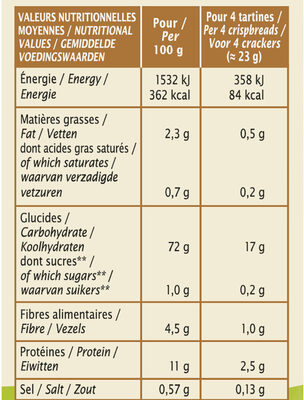 VALEURS NUTRITIONNELLES
MOYENNES / NUTRITIONAL
VALUES / GEMIDDELDE
VOEDINGSWAARDEN
Pour /
Per
100 g
Pour 4 tartines /
Per 4 crispbreads /
Voor 4 crackers
(≈ 23 g)
Énergie / Energy /
Energie
1532 kJ
362 kcal
358 kJ
84 kcal
Matières grasses /
Fat / Vetten
2,3 g
0,5 g
dont acides gras saturés /
of which saturates /
waarvan verzadigde
vetzuren
0,7 g
0,2 g
Glucides /
Carbohydrate /
Koolhydraten
72 g
17 g
dont sucres** /
of which sugars** /
waarvan suikers**
1,0 g
0,2 g
Fibres alimentaires /
Fibre / Vezels
4,5 g
1,0 g
Protéines / Protein /
Eiwitten
11 g
2,5 g
Sel / Salt / Zout
0,57 g
0,13 g